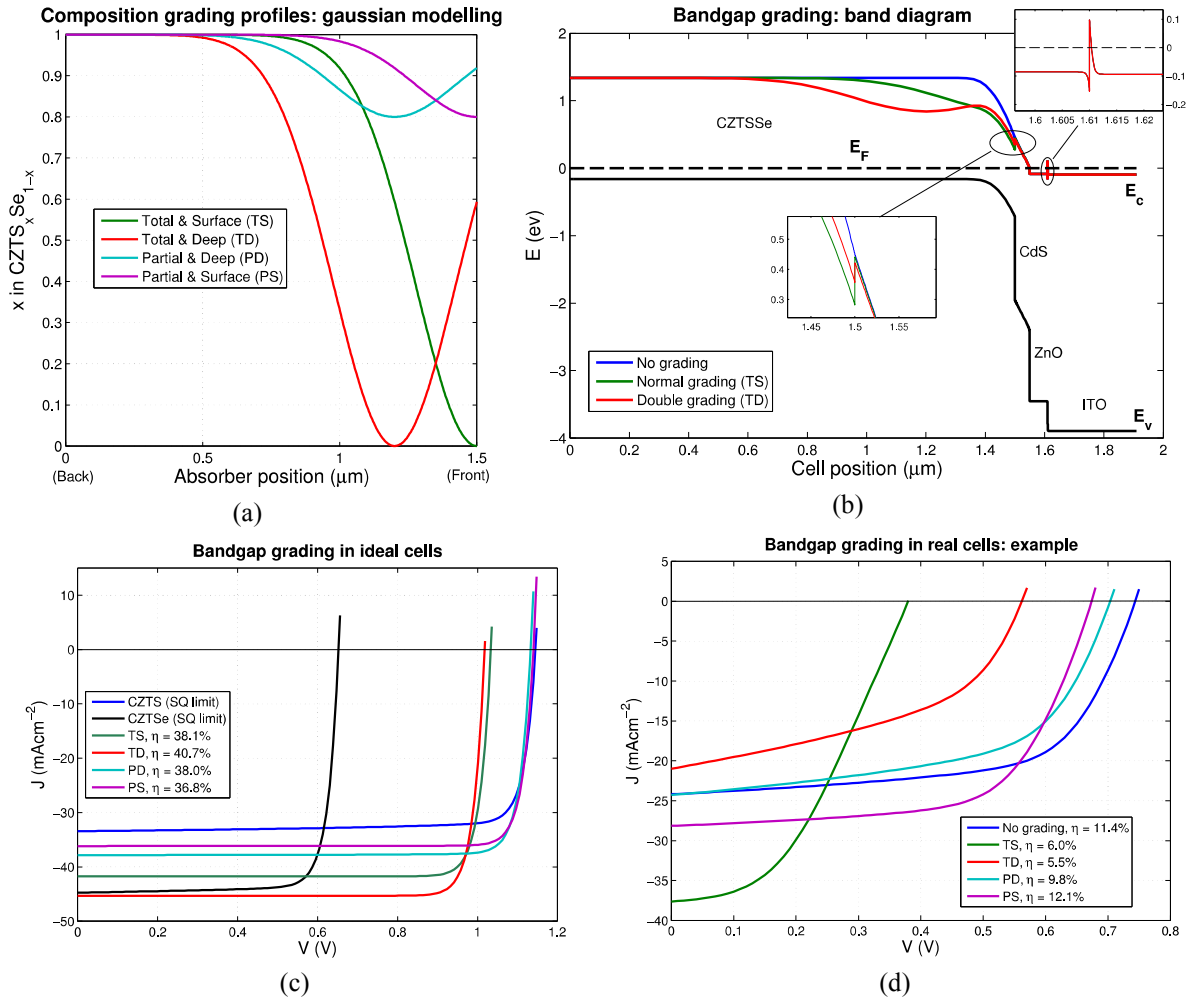 Composition grading profiles: gaussian modelling
1
0.9
0.8
0.7
0.6
0.5
0.4
0.3
0.2
0.1
0
x in CZTS_xSe_{1−x}
Total & Surface (TS)
Total & Deep (TD)
Partial & Deep (PD)
Partial & Surface (PS)
0 0.5 1 1.5
(Back) (Front)
Absorber position (μm)
(a)
Bandgap grading: band diagram
2
1
0
−1
−2
−3
−4
E (ev)
CZTSSe
E_F
E_c
CdS
ZnO
ITO
E_v
0.1
0
−0.1
−0.2
1.6 1.605 1.61 1.615 1.62
0.5
0.4
0.3
1.45 1.5 1.55
No grading
Normal grading (TS)
Double grading (TD)
0 0.2 0.4 0.6 0.8 1 1.2 1.4 1.6 1.8 2
Cell position (μm)
(b)
Bandgap grading in ideal cells
10
0
−10
−20
−30
−40
−50
J (mAcm⁻²)
CZTS (SQ limit)
CZTSe (SQ limit)
TS, η = 38.1%
TD, η = 40.7%
PD, η = 38.0%
PS, η = 36.8%
0 0.2 0.4 0.6 0.8 1 1.2
V (V)
(c)
Bandgap grading in real cells: example
5
0
−5
−10
−15
−20
−25
−30
−35
−40
J (mAcm⁻²)
No grading, η = 11.4%
TS, η = 6.0%
TD, η = 5.5%
PD, η = 9.8%
PS, η = 12.1%
0 0.1 0.2 0.3 0.4 0.5 0.6 0.7 0.8
V (V)
(d)